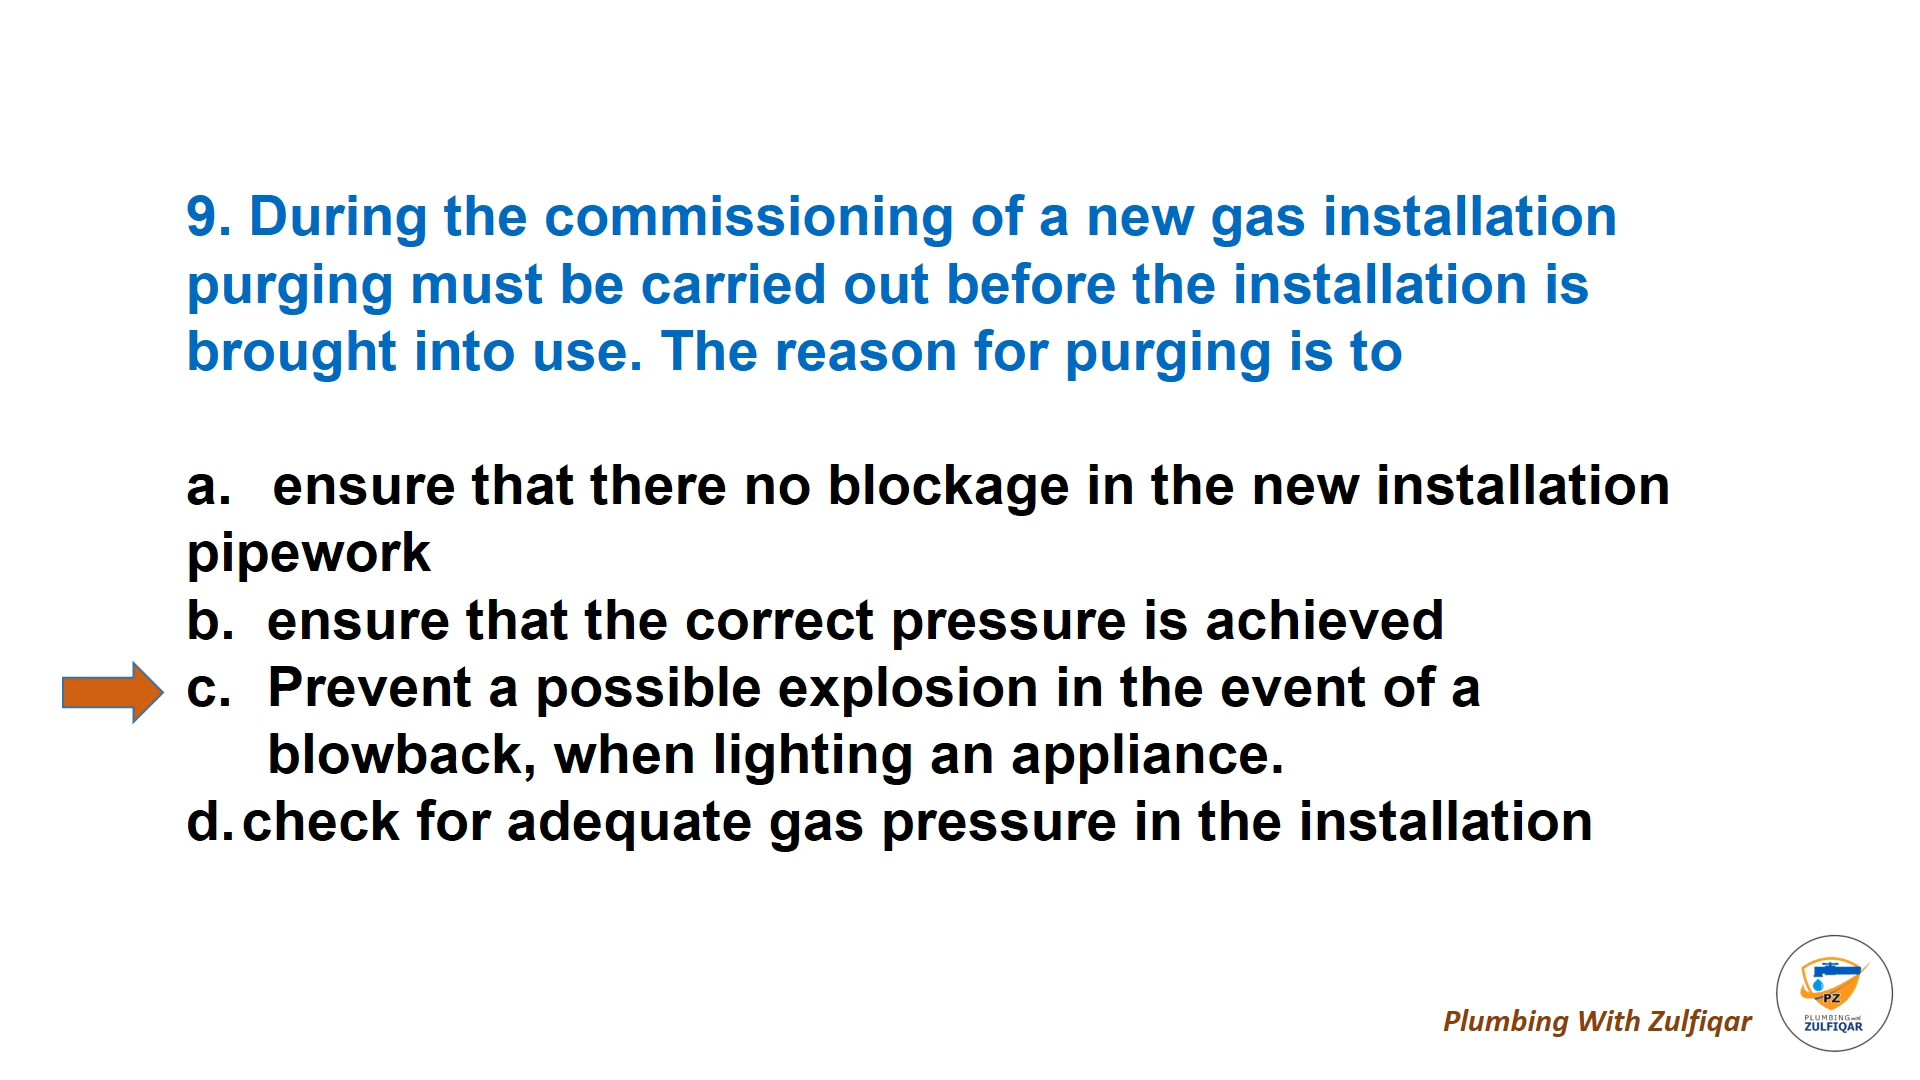 9. During the commissioning of a new gas installation
purging must be carried out before the installation is
brought into use. The reason for purging is to
a. ensure that there no blockage in the new installation
pipework
b. ensure that the correct pressure is achieved
c. Prevent a possible explosion in the event of a
blowback, when lighting an appliance.
d. check for adequate gas pressure in the installation
Plumbing With Zulfiqar
PZ
PLUMBING with
ZULFIQAR